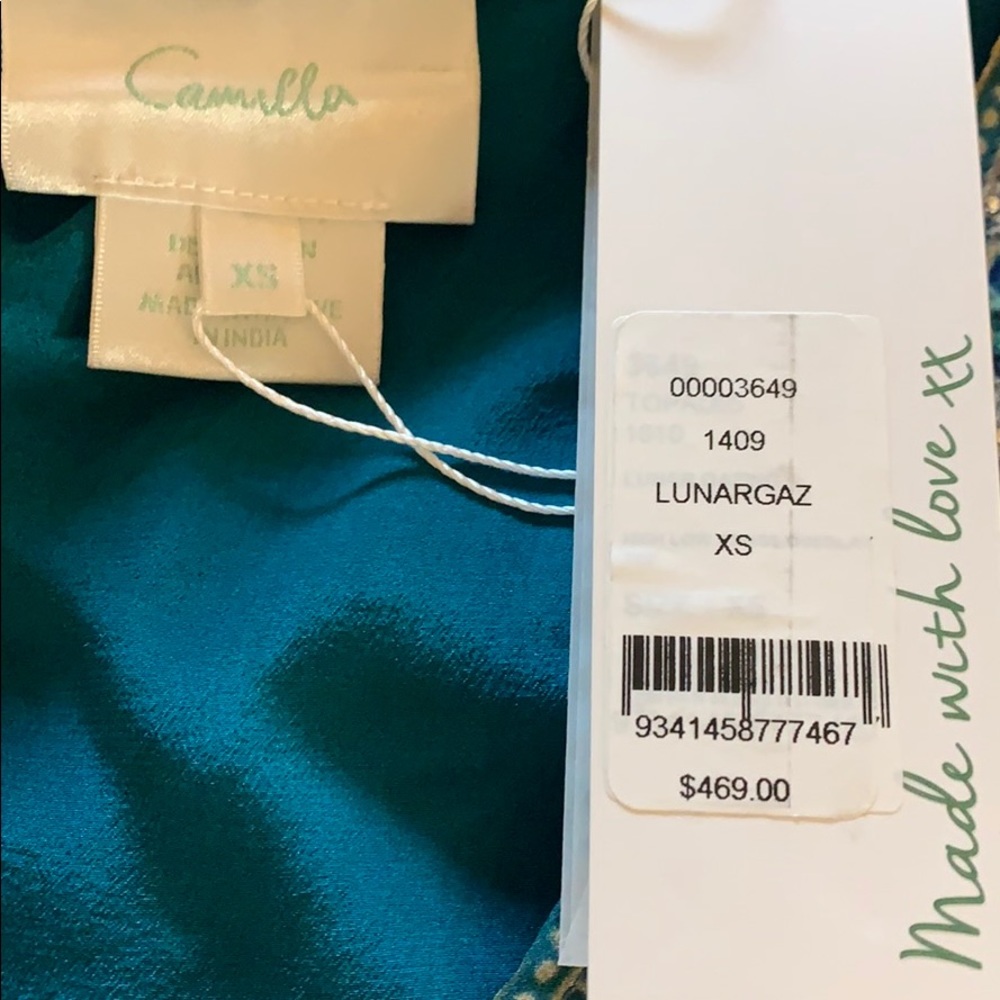 Camilla
XS
IN INDIA
00003649
1409
LUNARGAZ
XS
9341458777467
$469.00
Made with love xx